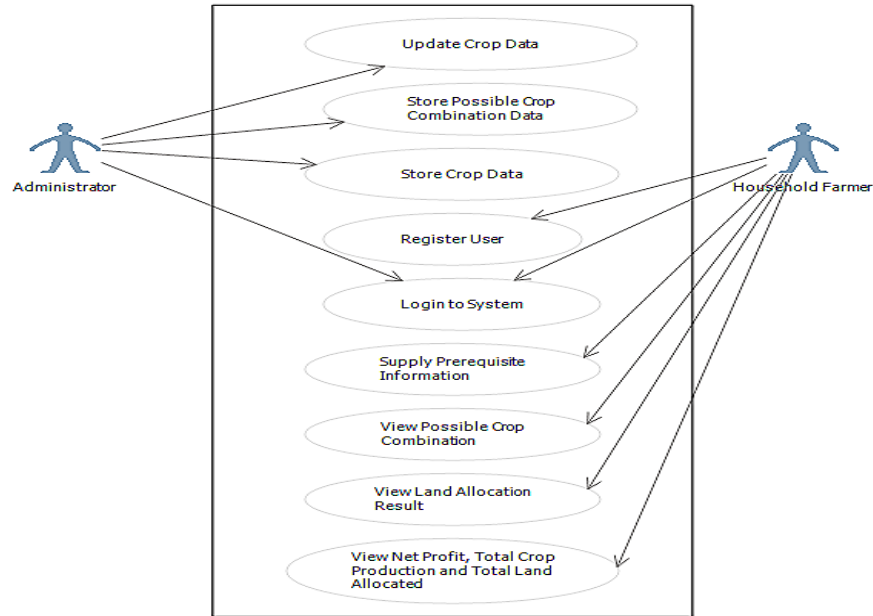 Update Crop Data
Store Possible Crop
Combination Data
Store Crop Data
Administrator
Household Farmer
Register User
Login to System
Supply Prerequisite
Information
View Possible Crop
Combination
View Land Allocation
Result
View Net Profit, Total Crop
Production and Total Land
Allocated